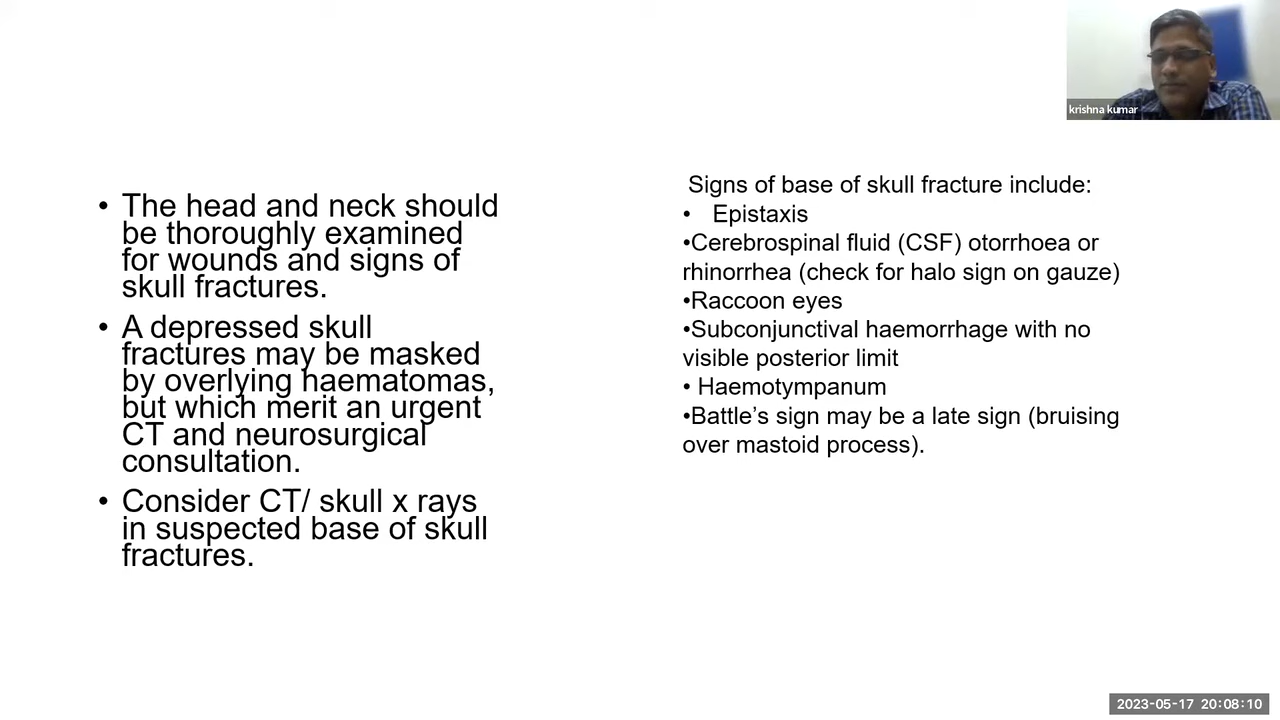 krishna kumar
• The head and neck should
be thoroughly examined
for wounds and signs of
skull fractures.
• A depressed skull
fractures may be masked
by overlying haematomas,
but which merit an urgent
CT and neurosurgical
consultation.
• Consider CT/ skull x rays
in suspected base of skull
fractures.
Signs of base of skull fracture include:
• Epistaxis
•Cerebrospinal fluid (CSF) otorrhoea or
rhinorrhea (check for halo sign on gauze)
•Raccoon eyes
•Subconjunctival haemorrhage with no
visible posterior limit
• Haemotympanum
•Battle’s sign may be a late sign (bruising
over mastoid process).
2023-05-17 20:08:10